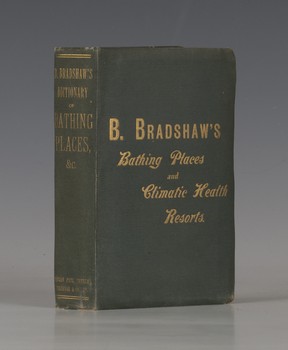 B. BRADSHAW'S
DICTIONARY
OF
BATHING
PLACES,
&c.
B. BRADSHAW'S
Bathing Places
and
Climatic Health
Resorts.